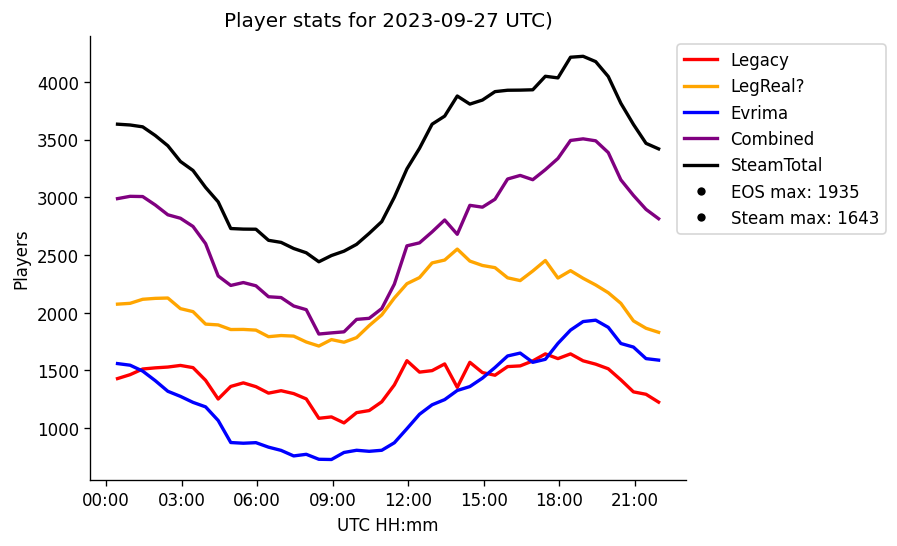 Player stats for 2023-09-27 UTC)
Players
4000
3500
3000
2500
2000
1500
1000
00:00 03:00 06:00 09:00 12:00 15:00 18:00 21:00
UTC HH:mm
Legacy
LegReal?
Evrima
Combined
SteamTotal
EOS max: 1935
Steam max: 1643